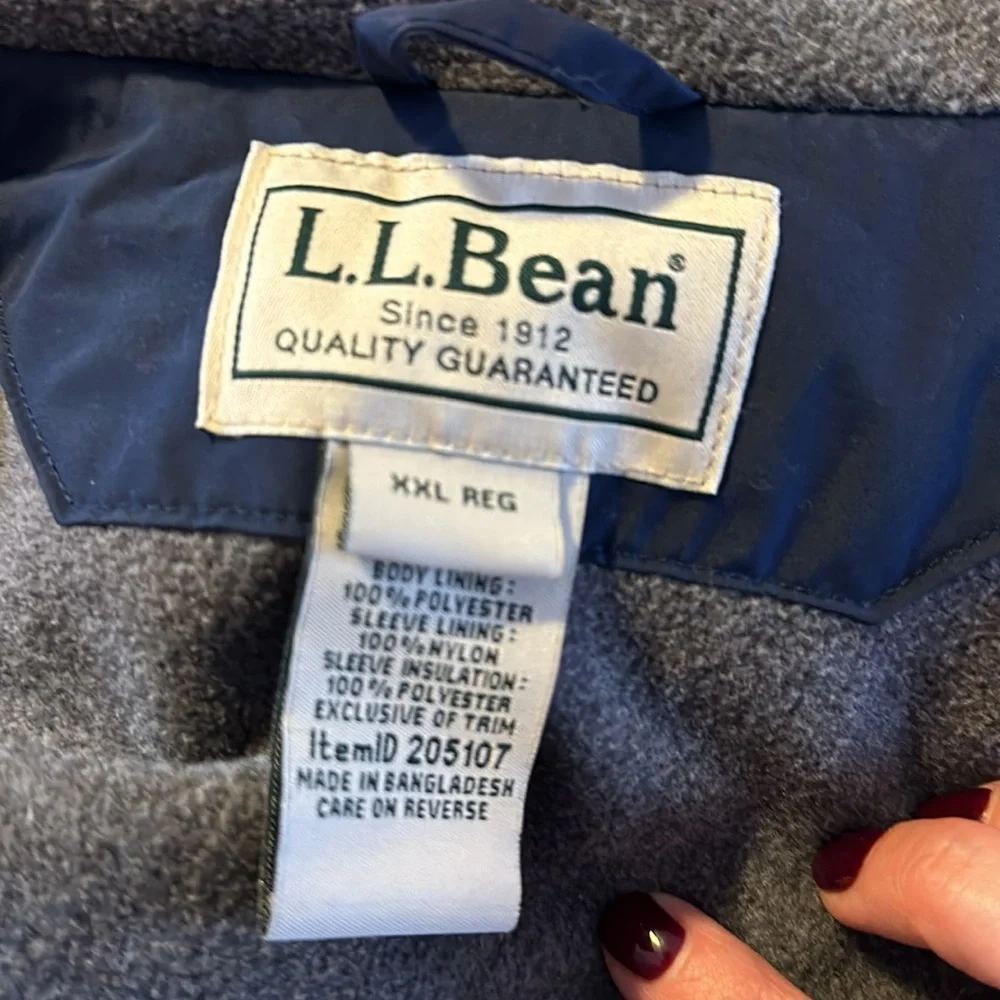 L.L.Bean®
Since 1912
QUALITY GUARANTEED
XXL REG
BODY LINING:
100% POLYESTER
SLEEVE LINING:
100% NYLON
SLEEVE INSULATION:
100% POLYESTER
EXCLUSIVE OF TRIM
ItemID 205107
MADE IN BANGLADESH
CARE ON REVERSE